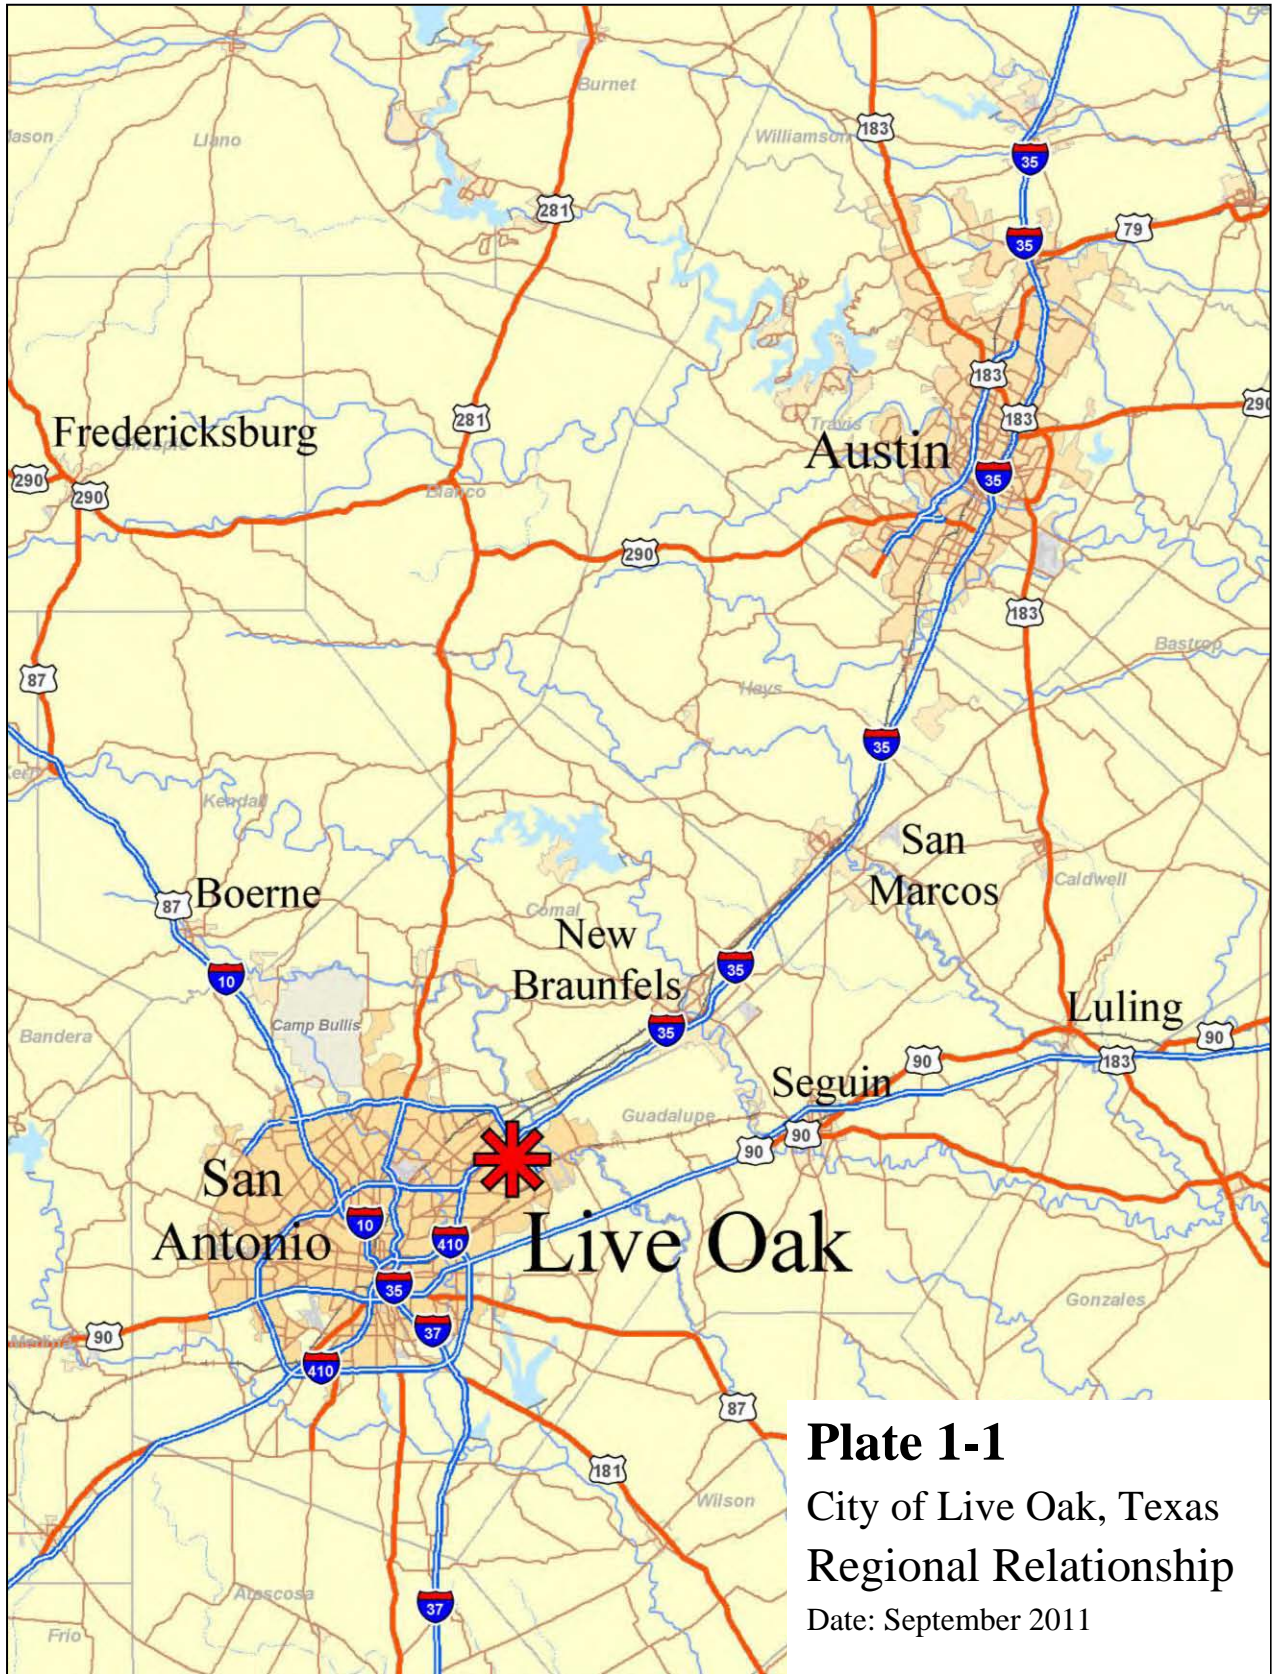 Burnet
Mason
Llano
Williamson
183
35
281
79
35
183
281
290
183
Fredericksburg
Gillespie
Travis
Austin
290
35
290
Blanco
290
183
Bastrop
87
Hays
35
Kerr
Kendall
San
Marcos
Caldwell
87
Boerne
Comal
New
Braunfels
35
10
Luling
Camp Bullis
35
Bandera
90
90
183
Seguin
Guadalupe
90
90
San
Antonio
10
410
Live Oak
35
Gonzales
37
90
Medina
410
87
181
Wilson
Atascosa
37
Frio
Plate 1-1
City of Live Oak, Texas
Regional Relationship
Date: September 2011